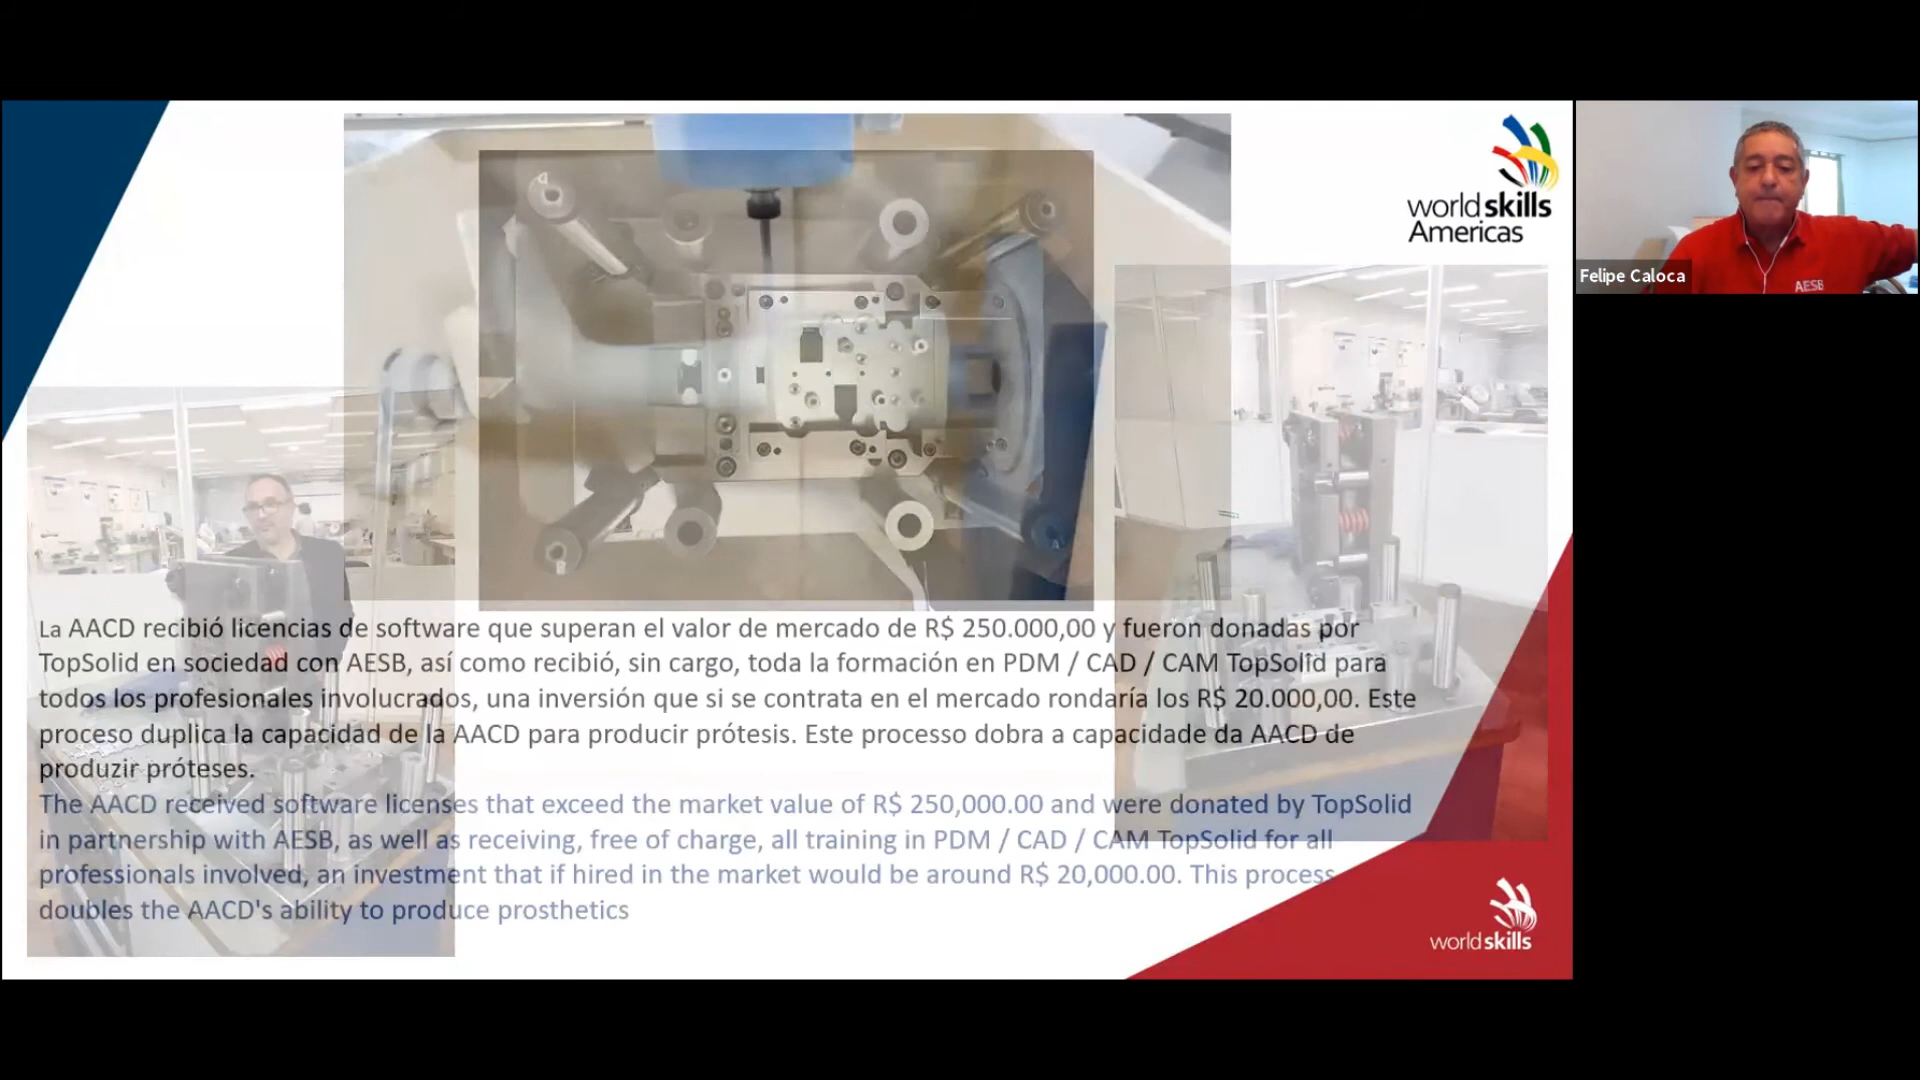 worldskills
Americas
Felipe Caloca
AESB
La AACD recibió licencias de software que superan el valor de mercado de R$ 250.000,00 y fueron donadas por
TopSolid en sociedad con AESB, así como recibió, sin cargo, toda la formación en PDM / CAD / CAM TopSolid para
todos los profesionales involucrados, una inversión que si se contrata en el mercado rondaría los R$ 20.000,00. Este
proceso duplica la capacidad de la AACD para producir prótesis. Este processo dobra a capacidade da AACD de
produzir próteses.
The AACD received software licenses that exceed the market value of R$ 250,000.00 and were donated by TopSolid
in partnership with AESB, as well as receiving, free of charge, all training in PDM / CAD / CAM TopSolid for all
professionals involved, an investment that if hired in the market would be around R$ 20,000.00. This process
doubles the AACD's ability to produce prosthetics
worldskills